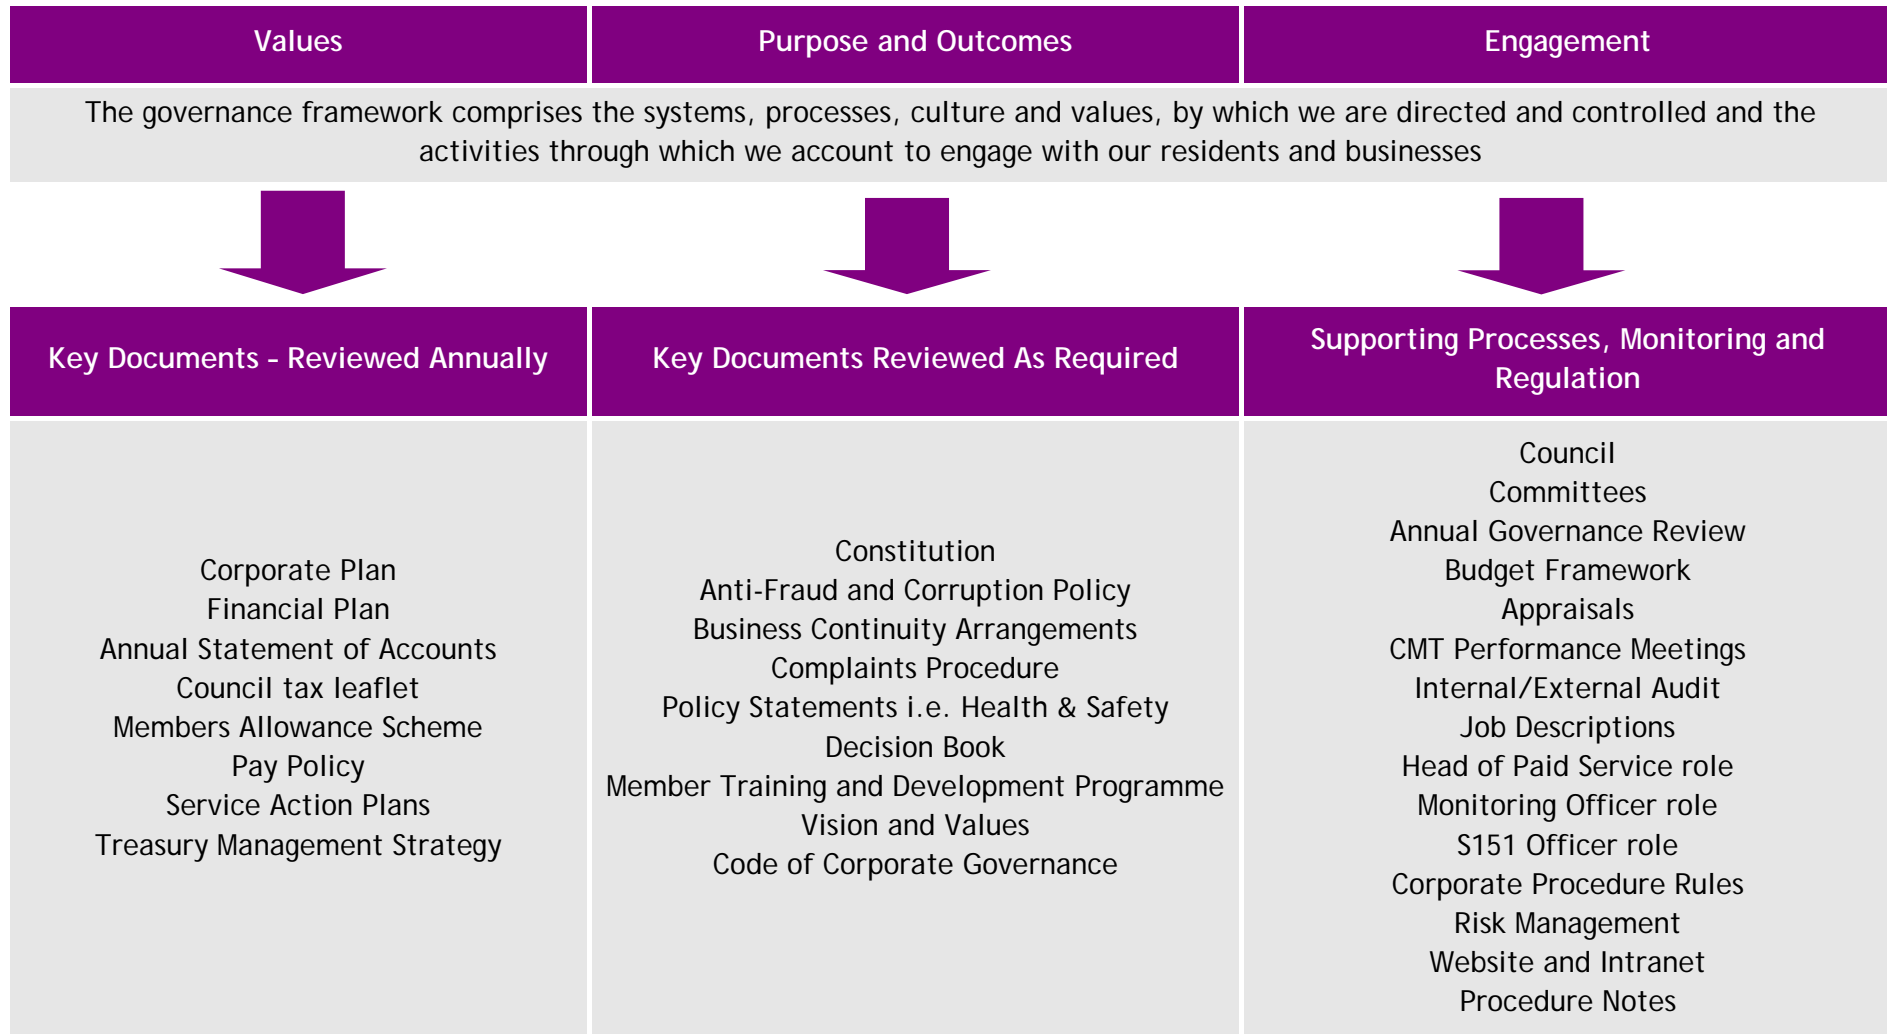 Values
Purpose and Outcomes
Engagement
The governance framework comprises the systems, processes, culture and values, by which we are directed and controlled and the
activities through which we account to engage with our residents and businesses
Key Documents – Reviewed Annually
Key Documents Reviewed As Required
Supporting Processes, Monitoring and
Regulation
Corporate Plan
Financial Plan
Annual Statement of Accounts
Council tax leaflet
Members Allowance Scheme
Pay Policy
Service Action Plans
Treasury Management Strategy
Constitution
Anti-Fraud and Corruption Policy
Business Continuity Arrangements
Complaints Procedure
Policy Statements i.e. Health & Safety
Decision Book
Member Training and Development Programme
Vision and Values
Code of Corporate Governance
Council
Committees
Annual Governance Review
Budget Framework
Appraisals
CMT Performance Meetings
Internal/External Audit
Job Descriptions
Head of Paid Service role
Monitoring Officer role
S151 Officer role
Corporate Procedure Rules
Risk Management
Website and Intranet
Procedure Notes